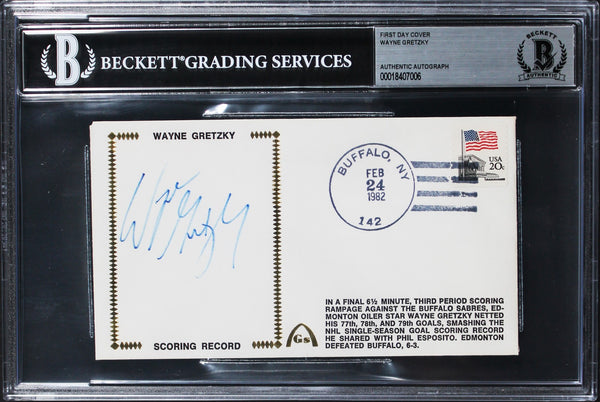 B
BECKETT GRADING SERVICES
FIRST DAY COVER
WAYNE GRETZKY
AUTHENTIC AUTOGRAPH
00018407006
BECKETT
B
AUTHENTIC
WAYNE GRETZKY
Wayne Gretzky
SCORING RECORD
Gs
BUFFALO, NY
FEB
24
1982
142
USA
20c
IN A FINAL 6½ MINUTE, THIRD PERIOD SCORING
RAMPAGE AGAINST THE BUFFALO SABRES, ED-
MONTON OILER STAR WAYNE GRETZKY NETTED
HIS 77th, 78th, AND 79th GOALS, SMASHING THE
NHL SINGLE-SEASON GOAL SCORING RECORD
HE SHARED WITH PHIL ESPOSITO. EDMONTON
DEFEATED BUFFALO, 6-3.